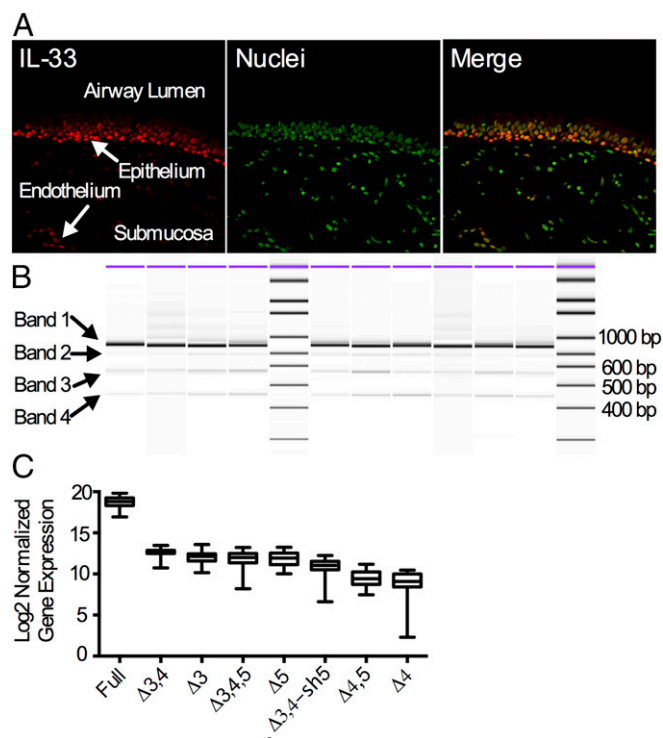 A
IL-33
Nuclei
Merge
Airway Lumen
Epithelium
Endothelium
Submucosa
B
Band 1
Band 2
Band 3
Band 4
1000 bp
600 bp
500 bp
400 bp
C
Log2 Normalized
Gene Expression
20
15
10
5
0
Full
Δ3,4
Δ3
Δ3,4,5
Δ5
Δ3,4-sh5
Δ4,5
Δ4